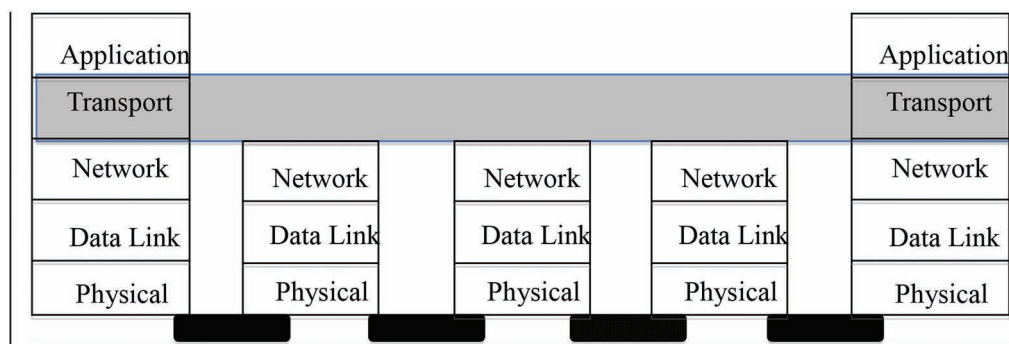 Application
Application
Transport
Transport
Network
Network
Network
Network
Network
Data Link
Data Link
Data Link
Data Link
Data Link
Physical
Physical
Physical
Physical
Physical